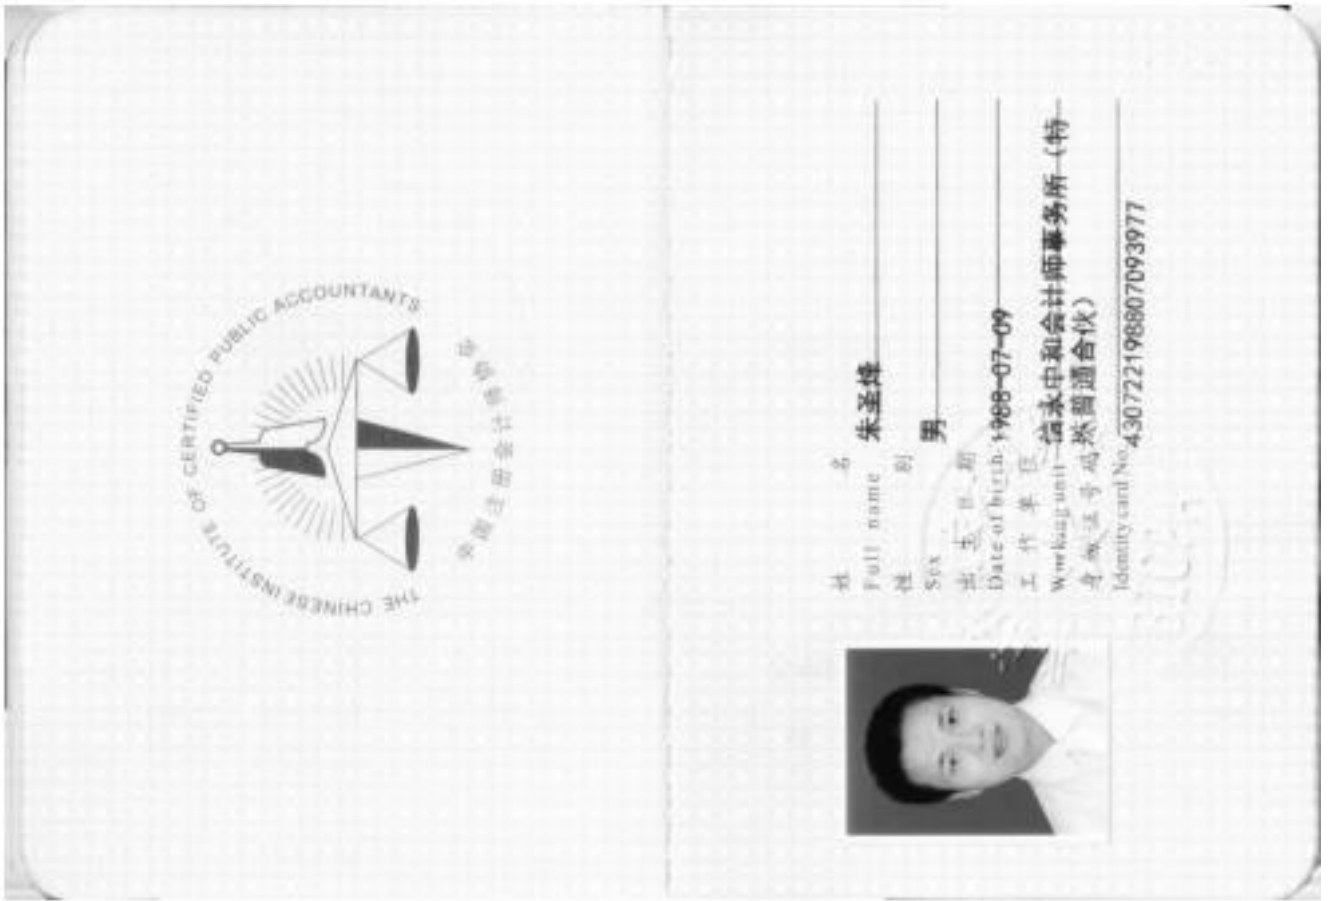 THE CHINESE INSTITUTE OF CERTIFIED PUBLIC ACCOUNTANTS
中国注册会计师协会
姓 名 朱圣烽
Full name
性 别 男
Sex
出生日期
Date of birth 1988-07-09
工作单位 信永中和会计师事务所（特
Working unit 殊普通合伙）
身份证号码
Identity card No. 430722198807093977